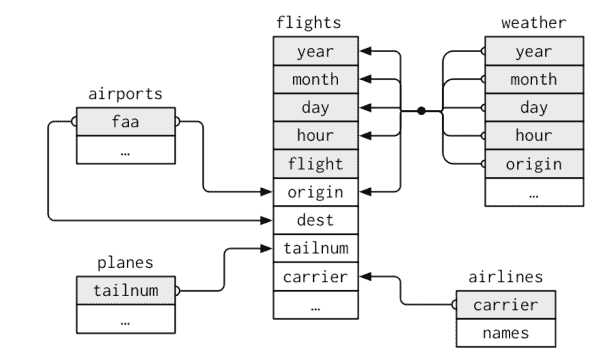 flights
year
month
day
hour
flight
origin
dest
tailnum
carrier
…
weather
year
month
day
hour
origin
…
airports
faa
…
planes
tailnum
…
airlines
carrier
names